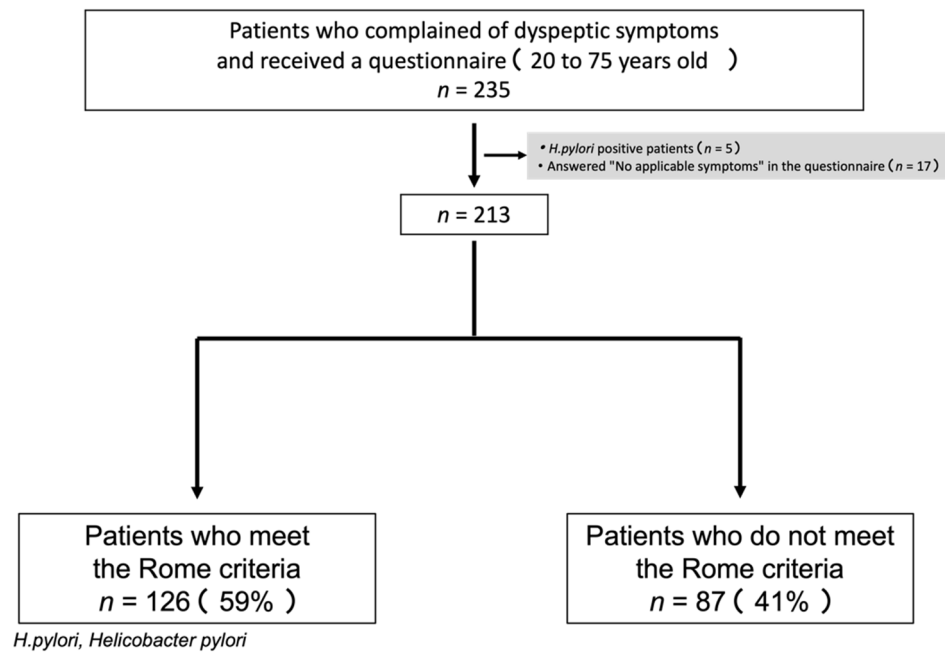 Patients who complained of dyspeptic symptoms
and received a questionnaire ( 20 to 75 years old )
n = 235
• H.pylori positive patients (n = 5)
• Answered "No applicable symptoms" in the questionnaire (n = 17)
n = 213
Patients who meet
the Rome criteria
n = 126 ( 59% )
Patients who do not meet
the Rome criteria
n = 87 ( 41% )
H.pylori, Helicobacter pylori